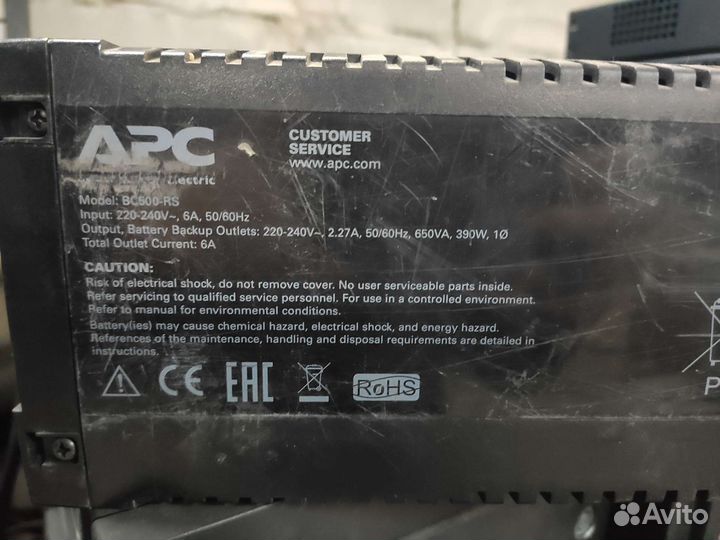 APC
CUSTOMER
SERVICE
www.apc.com
ectric
Model: BC500-RS
Input: 220-240V~, 6A, 50/60Hz
Output, Battery Backup Outlets: 220-240V~, 2.27A, 50/60Hz, 650VA, 390W, 1Ø
Total Outlet Current: 6A
CAUTION:
Risk of electrical shock, do not remove cover. No user serviceable parts inside.
Refer servicing to qualified service personnel. For use in a controlled environment.
Refer to manual for environmental conditions.
Battery(ies) may cause chemical hazard, electrical shock, and energy hazard.
References of the maintenance, handling and disposal requirements are detailed in
instructions.
CE EAC RoHS
P
Avito